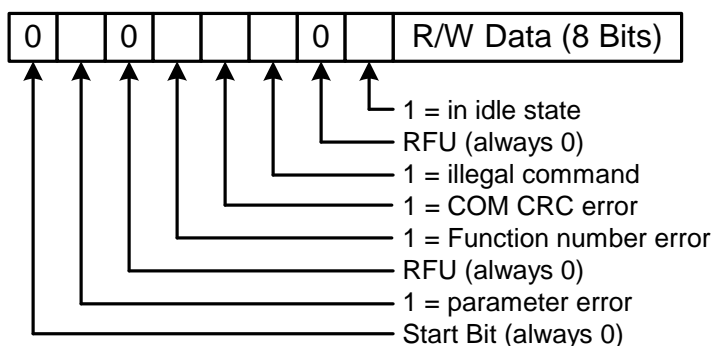 0 0 0 R/W Data (8 Bits)
1 = in idle state
RFU (always 0)
1 = illegal command
1 = COM CRC error
1 = Function number error
RFU (always 0)
1 = parameter error
Start Bit (always 0)